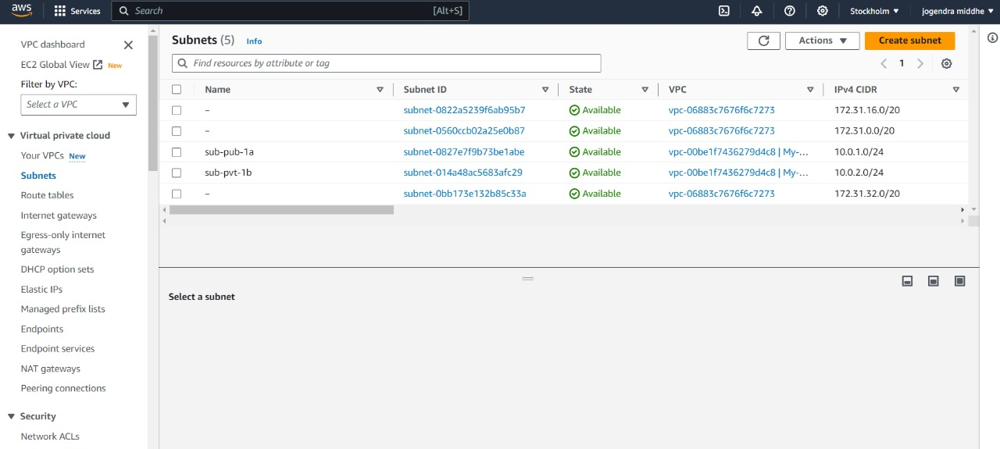 aws Services Search [Alt+S] Stockholm jogendra middhe
VPC dashboard
EC2 Global View New
Filter by VPC:
Select a VPC
Virtual private cloud
Your VPCs New
Subnets
Route tables
Internet gateways
Egress-only internet
gateways
DHCP option sets
Elastic IPs
Managed prefix lists
Endpoints
Endpoint services
NAT gateways
Peering connections
Security
Network ACLs
Subnets (5) Info Actions Create subnet
Find resources by attribute or tag 1
Name Subnet ID State VPC IPv4 CIDR
– subnet-0822a5239f6ab95b7 Available vpc-06883c7676f6c7273 172.31.16.0/20
– subnet-0560ccb02a25e0b87 Available vpc-06883c7676f6c7273 172.31.0.0/20
sub-pub-1a subnet-0827e7f9b73be1abe Available vpc-00be1f7436279d4c8 | My-... 10.0.1.0/24
sub-pvt-1b subnet-014a48ac5683afc29 Available vpc-00be1f7436279d4c8 | My-... 10.0.2.0/24
– subnet-0bb173e132b85c33a Available vpc-06883c7676f6c7273 172.31.32.0/20
Select a subnet